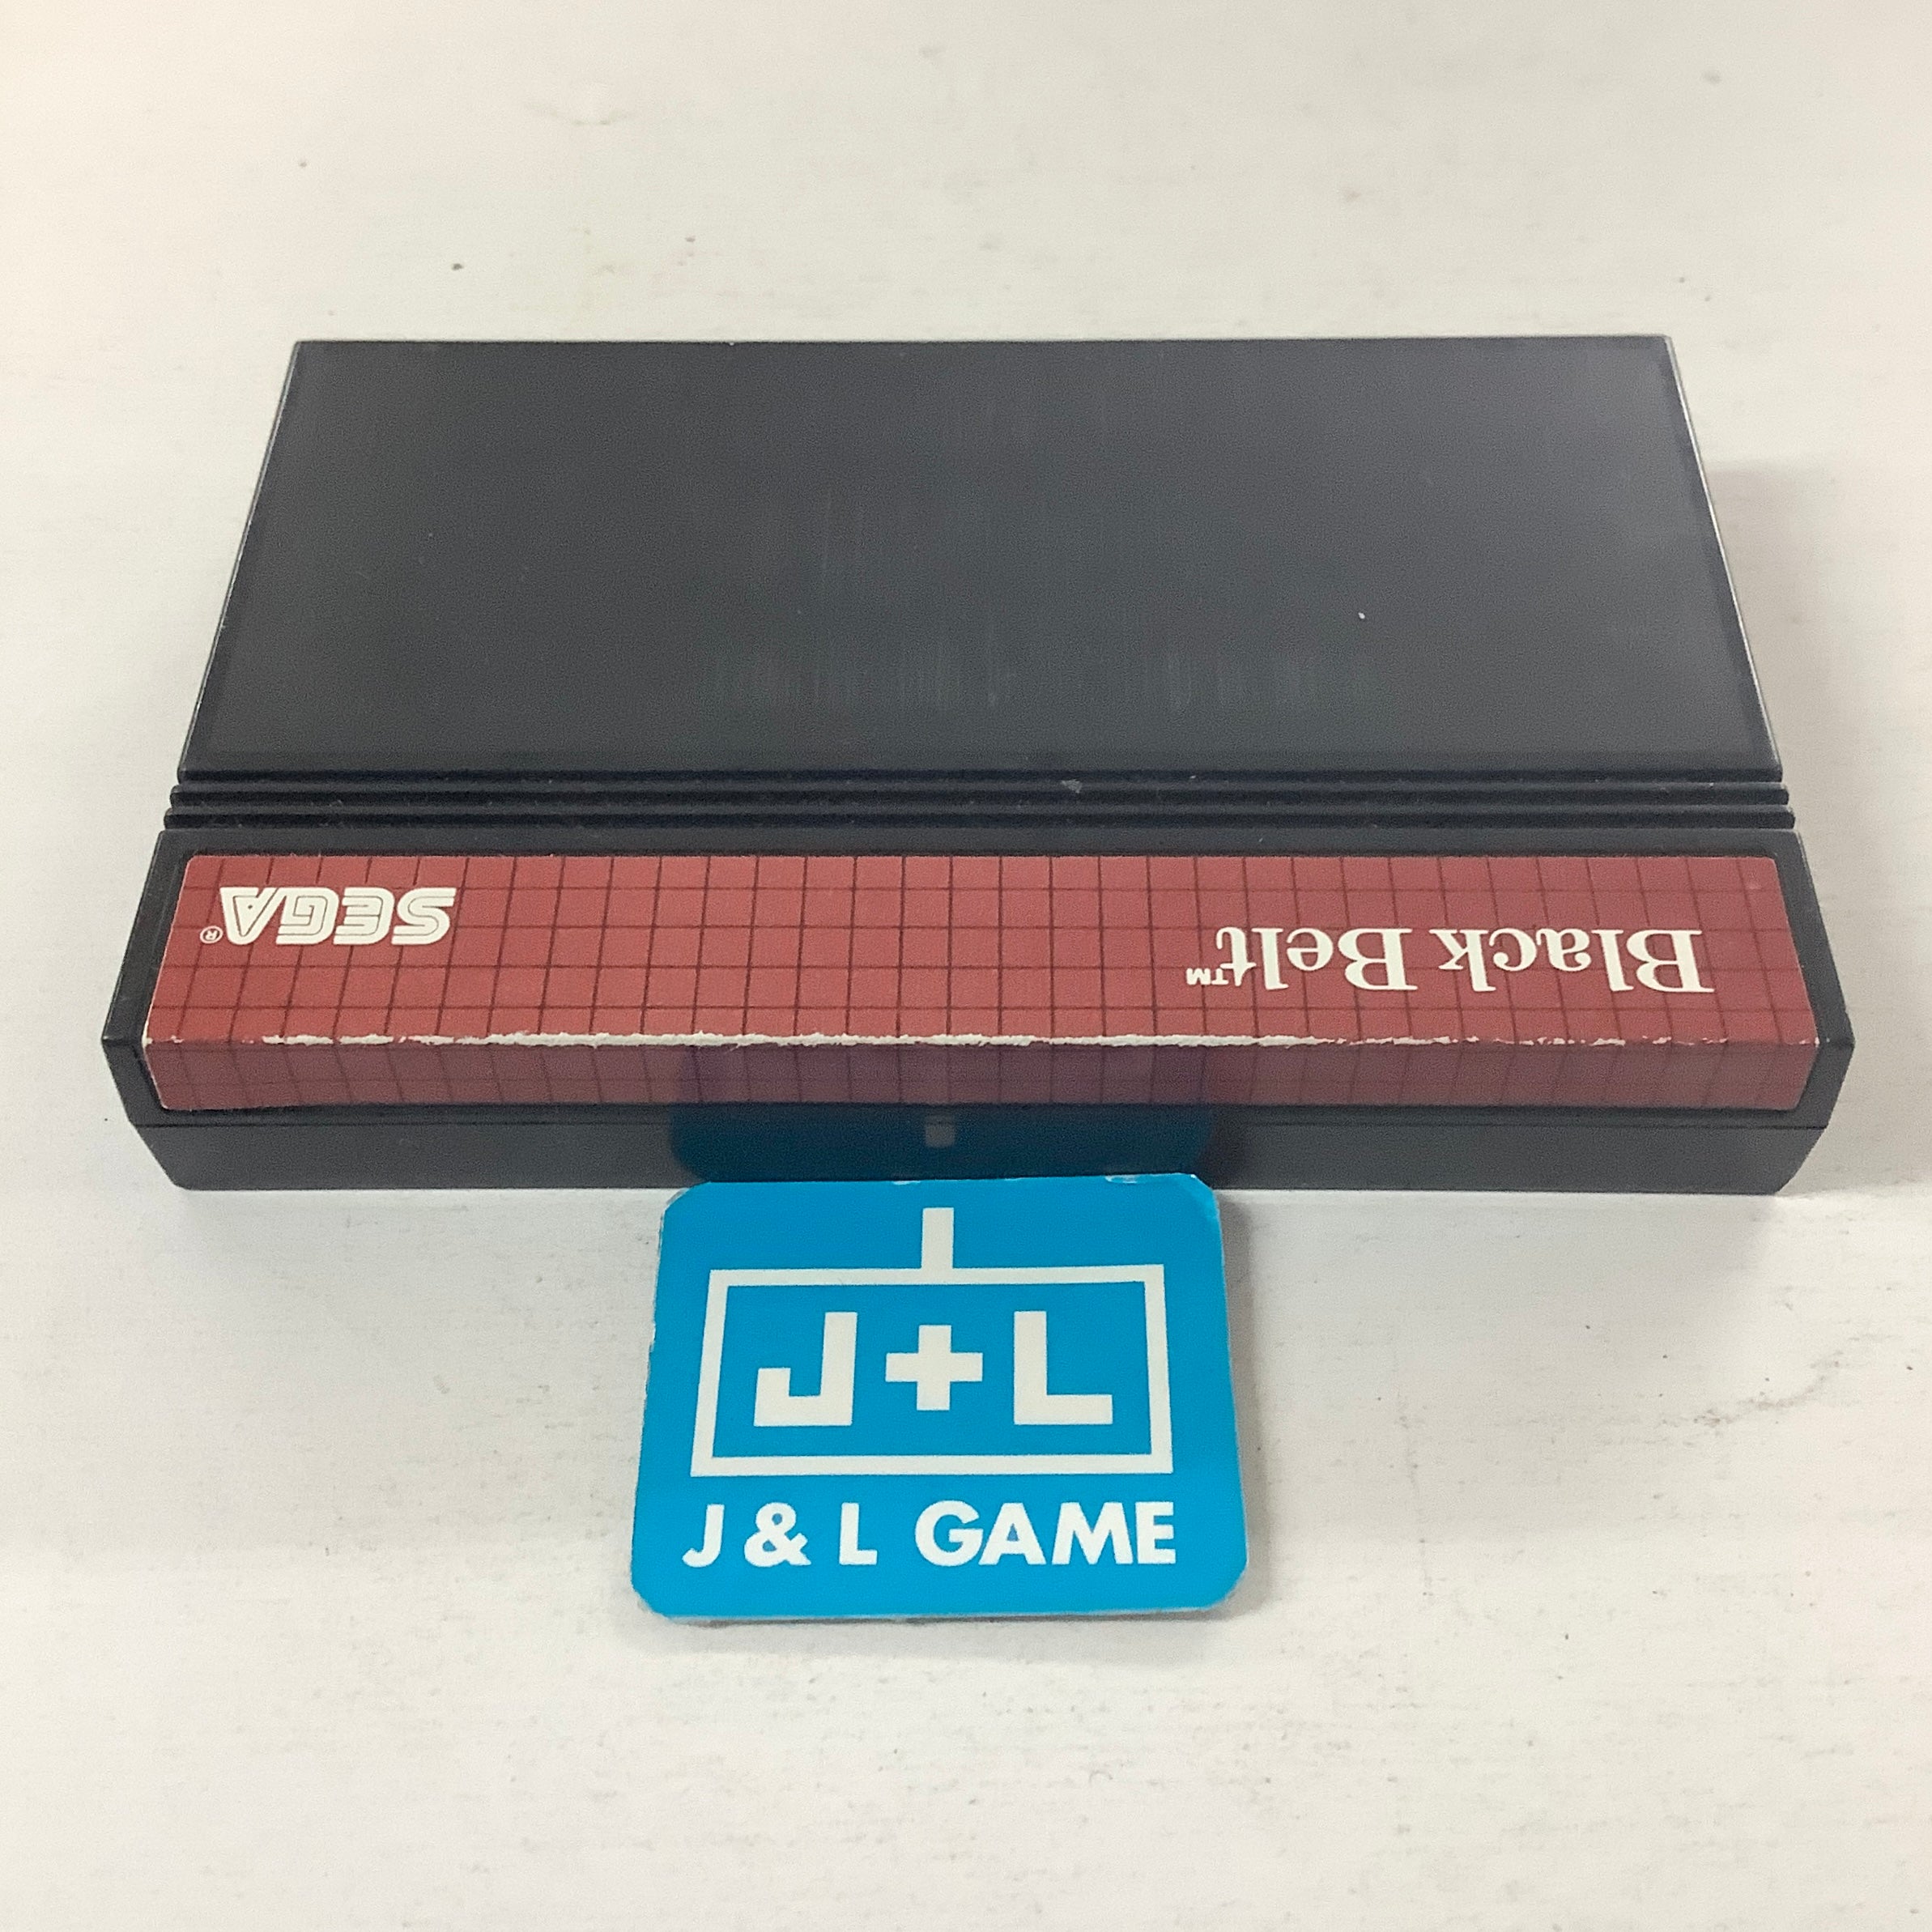 SEGA®
Black Belt™
J+L
J & L GAME